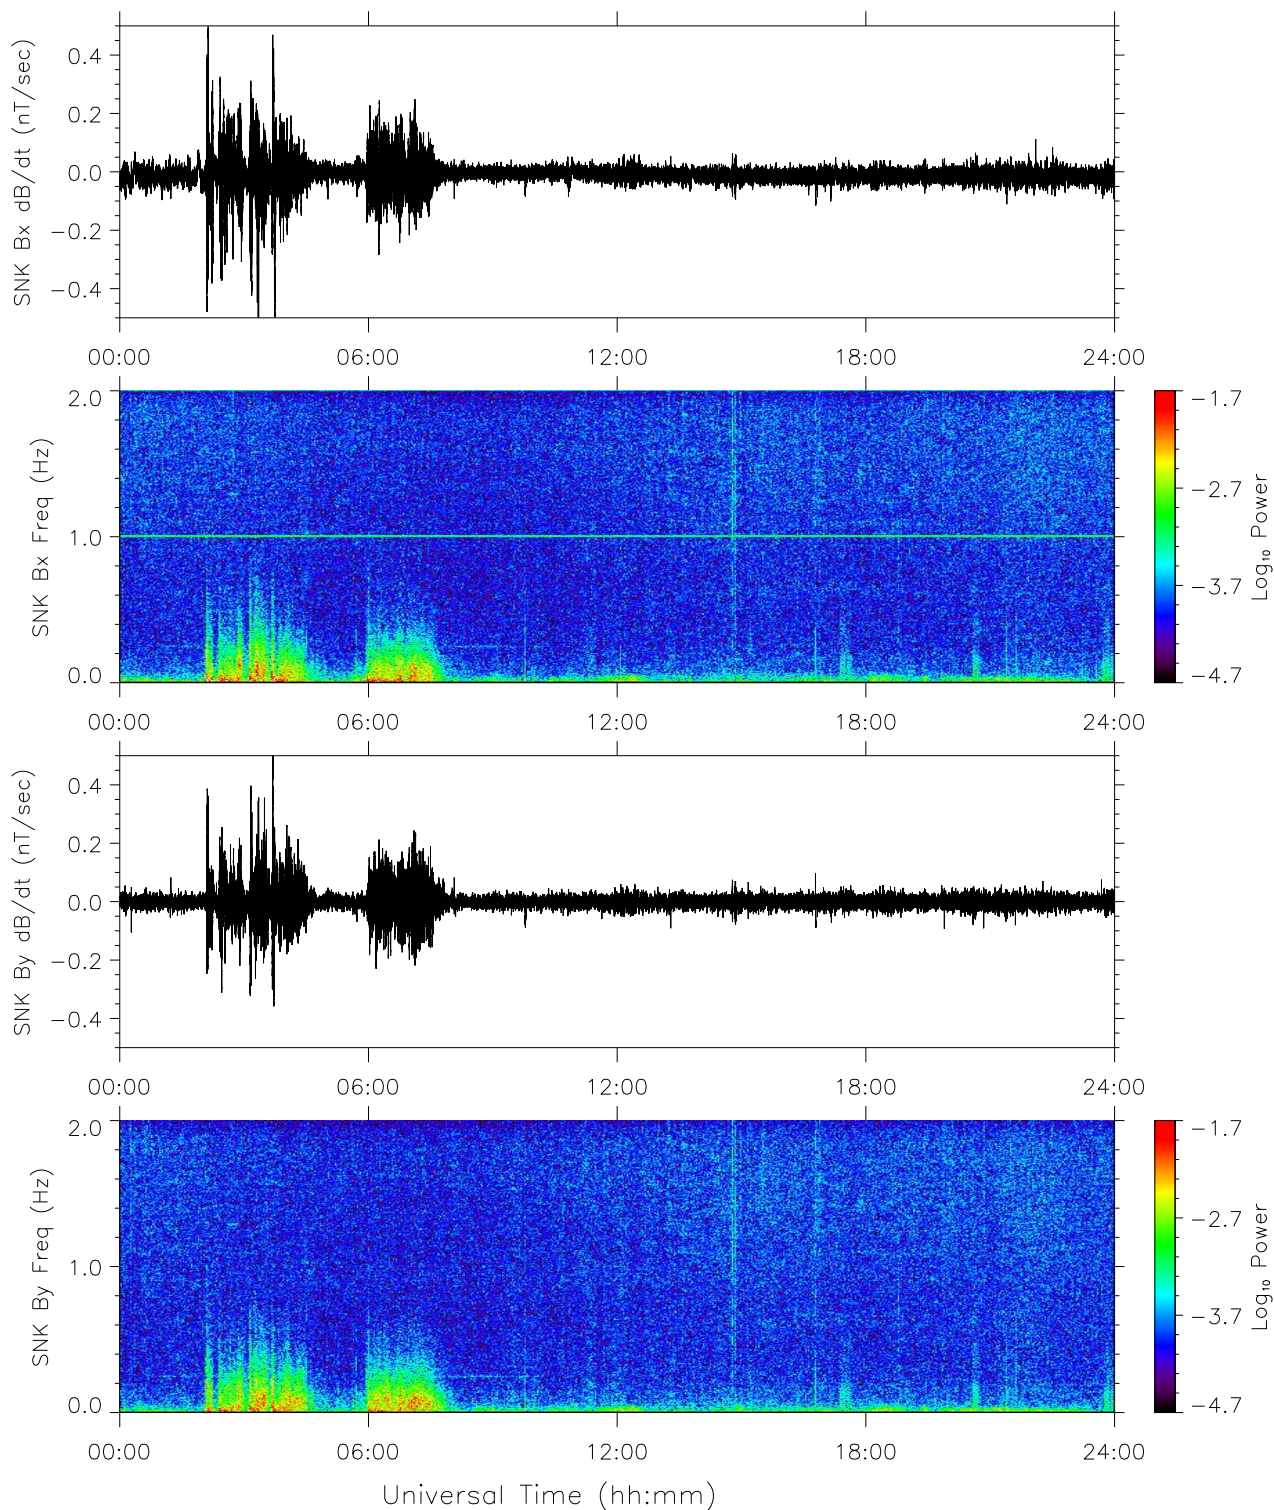 SNK Bx dB/dt (nT/sec)
0.4
0.2
0.0
−0.2
−0.4
00:00 06:00 12:00 18:00 24:00
SNK Bx Freq (Hz)
2.0
1.0
0.0
00:00 06:00 12:00 18:00 24:00
−1.7
−2.7
−3.7
−4.7
Log₁₀ Power
SNK By dB/dt (nT/sec)
0.4
0.2
0.0
−0.2
−0.4
00:00 06:00 12:00 18:00 24:00
SNK By Freq (Hz)
2.0
1.0
0.0
00:00 06:00 12:00 18:00 24:00
−1.7
−2.7
−3.7
−4.7
Log₁₀ Power
Universal Time (hh:mm)